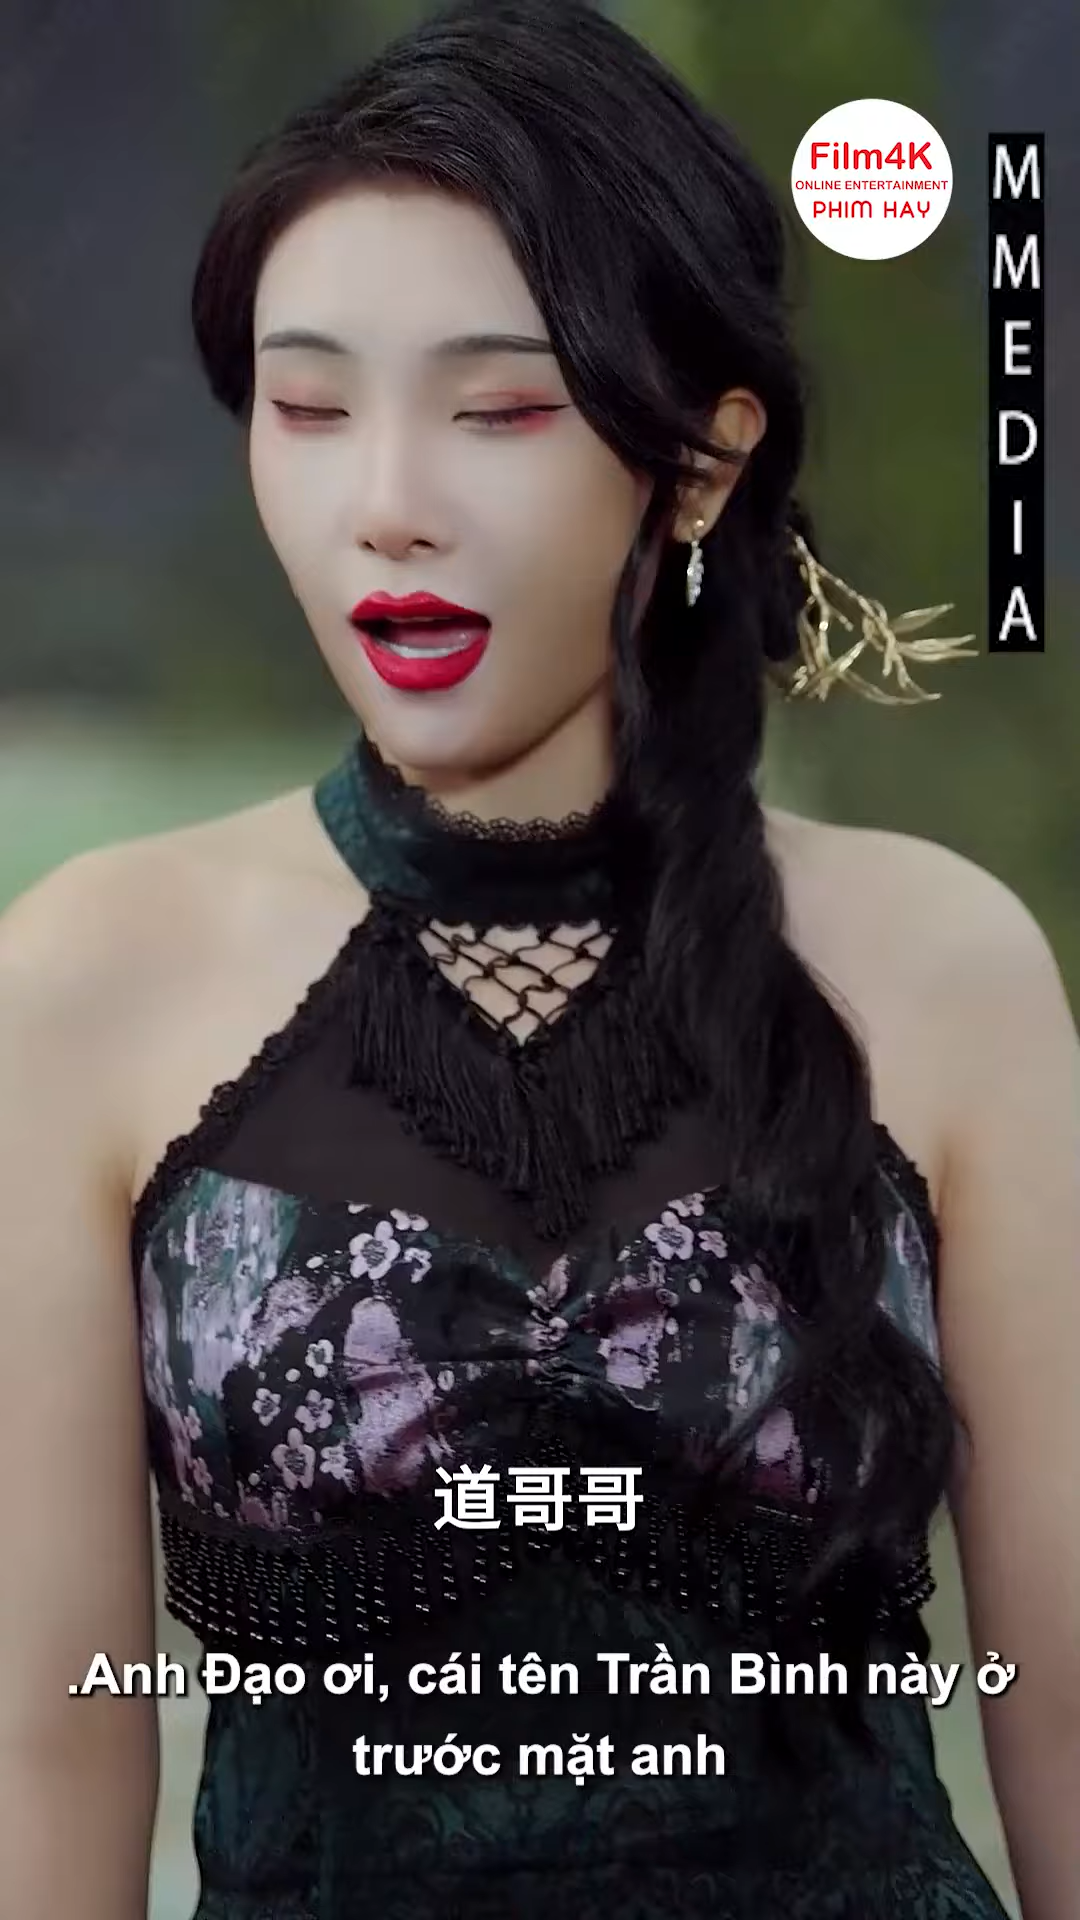 Film4K
ONLINE ENTERTAINMENT
PHIM HAY
MMEDIA
道哥哥
.Anh Đạo ơi, cái tên Trần Bình này ở
trước mặt anh